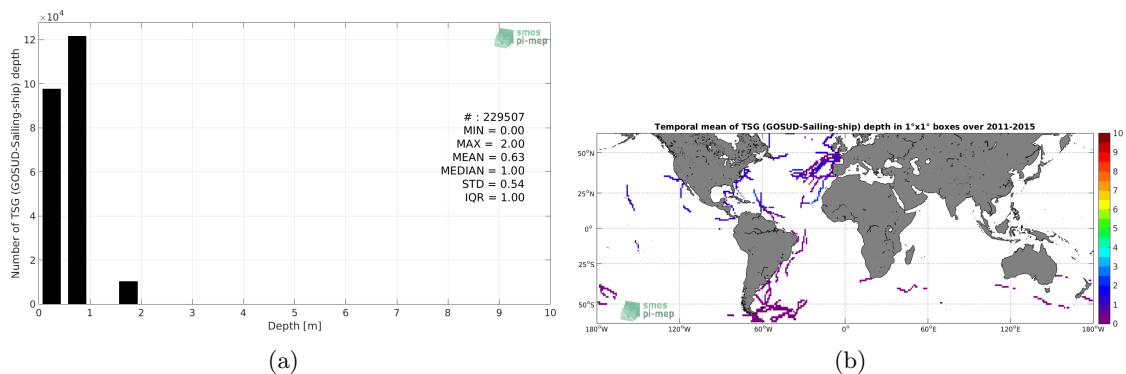 ×10⁴
12
10
8
6
4
2
0
Number of TSG (GOSUD-Sailing-ship) depth
smos
pi-mep
# : 229507
MIN = 0.00
MAX = 2.00
MEAN = 0.63
MEDIAN = 1.00
STD = 0.54
IQR = 1.00
0 1 2 3 4 5 6 7 8 9 10
Depth [m]
(a)
Temporal mean of TSG (GOSUD-Sailing-ship) depth in 1°x1° boxes over 2011-2015
50°N
25°N
0°
25°S
50°S
smos
pi-mep
180°W 120°W 60°W 0° 60°E 120°E 180°E
10
9
8
7
6
5
4
3
2
1
0
(b)